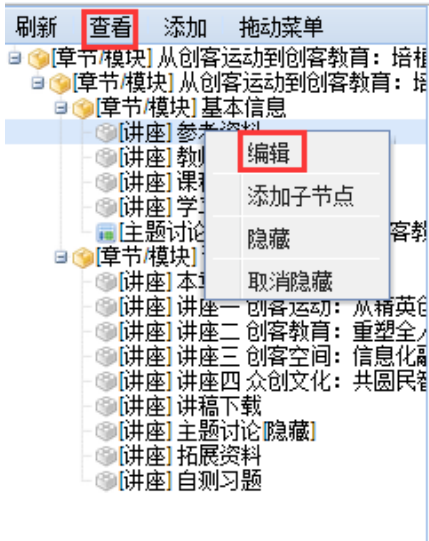 刷新 查看 添加 拖动菜单
[章节/模块] 从创客运动到创客教育：培植
[章节/模块] 从创客运动到创客教育：培
[章节/模块] 基本信息
[讲座] 参考资料
编辑
[讲座] 教
[讲座] 课
添加子节点
[讲座] 学
[主题讨论
隐藏
客教
[章节/模块]
取消隐藏
[讲座] 本
[讲座] 讲座一 创客运动：从精英
[讲座] 讲座二 创客教育：重塑全
[讲座] 讲座三 创客空间：信息化
[讲座] 讲座四 众创文化：共圆民
[讲座] 讲稿下载
[讲座] 主题讨论[隐藏]
[讲座] 拓展资料
[讲座] 自测习题